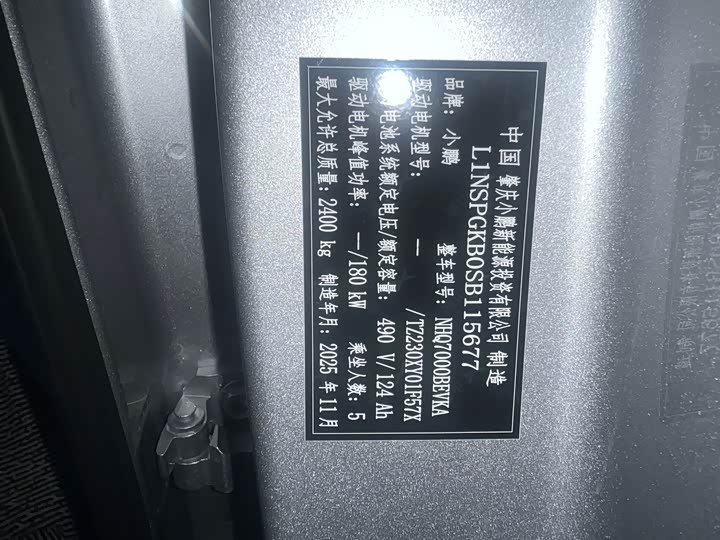 中国 肇庆小鹏新能源投资有限公司 制造
L1NSPGKB0SB115677
品牌: 小鹏 整车型号: NHQ7000BEVKA
驱动电机型号: —/TZ230XY01F57X
电池系统额定电压/额定容量: 490 V/124 Ah
驱动电机峰值功率: —/180 kW 乘坐人数: 5
最大允许总质量: 2400 kg 制造年月: 2025 年 11 月